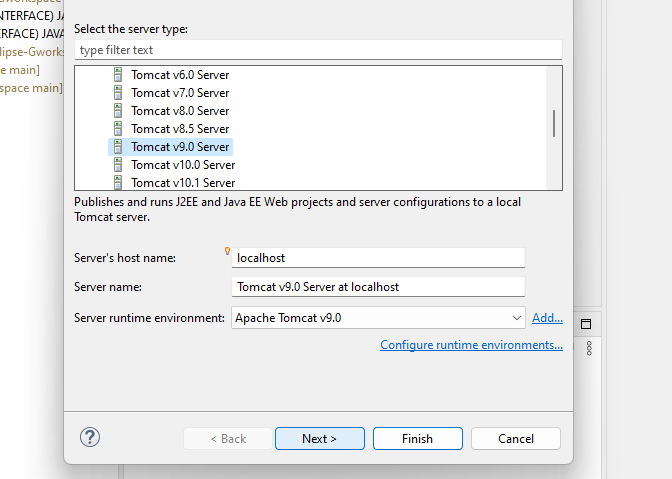 NTERFACE) JA
Select the server type:
ERFACE) JAVA
type filter text
lipse-Gworks
e main]
space main]
Tomcat v6.0 Server
Tomcat v7.0 Server
Tomcat v8.0 Server
Tomcat v8.5 Server
Tomcat v9.0 Server
Tomcat v10.0 Server
Tomcat v10.1 Server
Publishes and runs J2EE and Java EE Web projects and server configurations to a local
Tomcat server.
Server's host name: localhost
Server name: Tomcat v9.0 Server at localhost
Server runtime environment: Apache Tomcat v9.0 Add...
Configure runtime environments...
? < Back Next > Finish Cancel